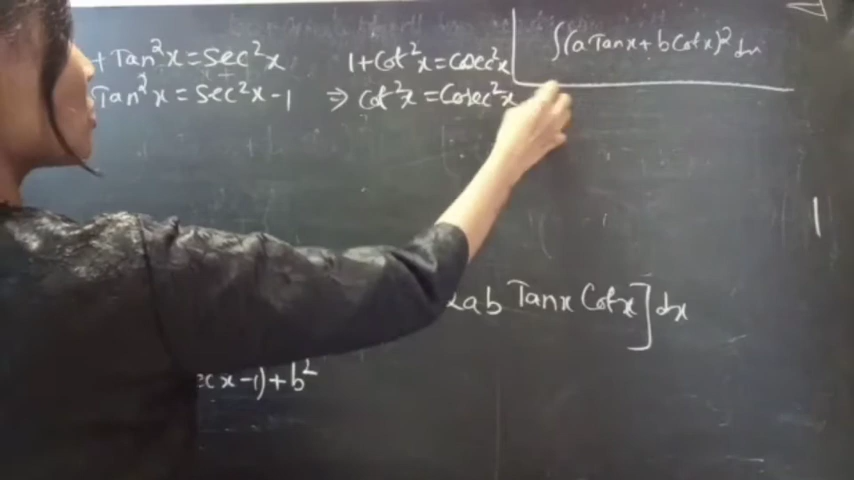 + Tan²x = Sec²x
1 + Cot²x = Cosec²x
∫(a Tanx + b Cotx)² dx
Tan²x = Sec²x - 1
⇒ Cot²x = Cosec²x
2ab Tanx Cotx] dx
ec x - 1) + b²